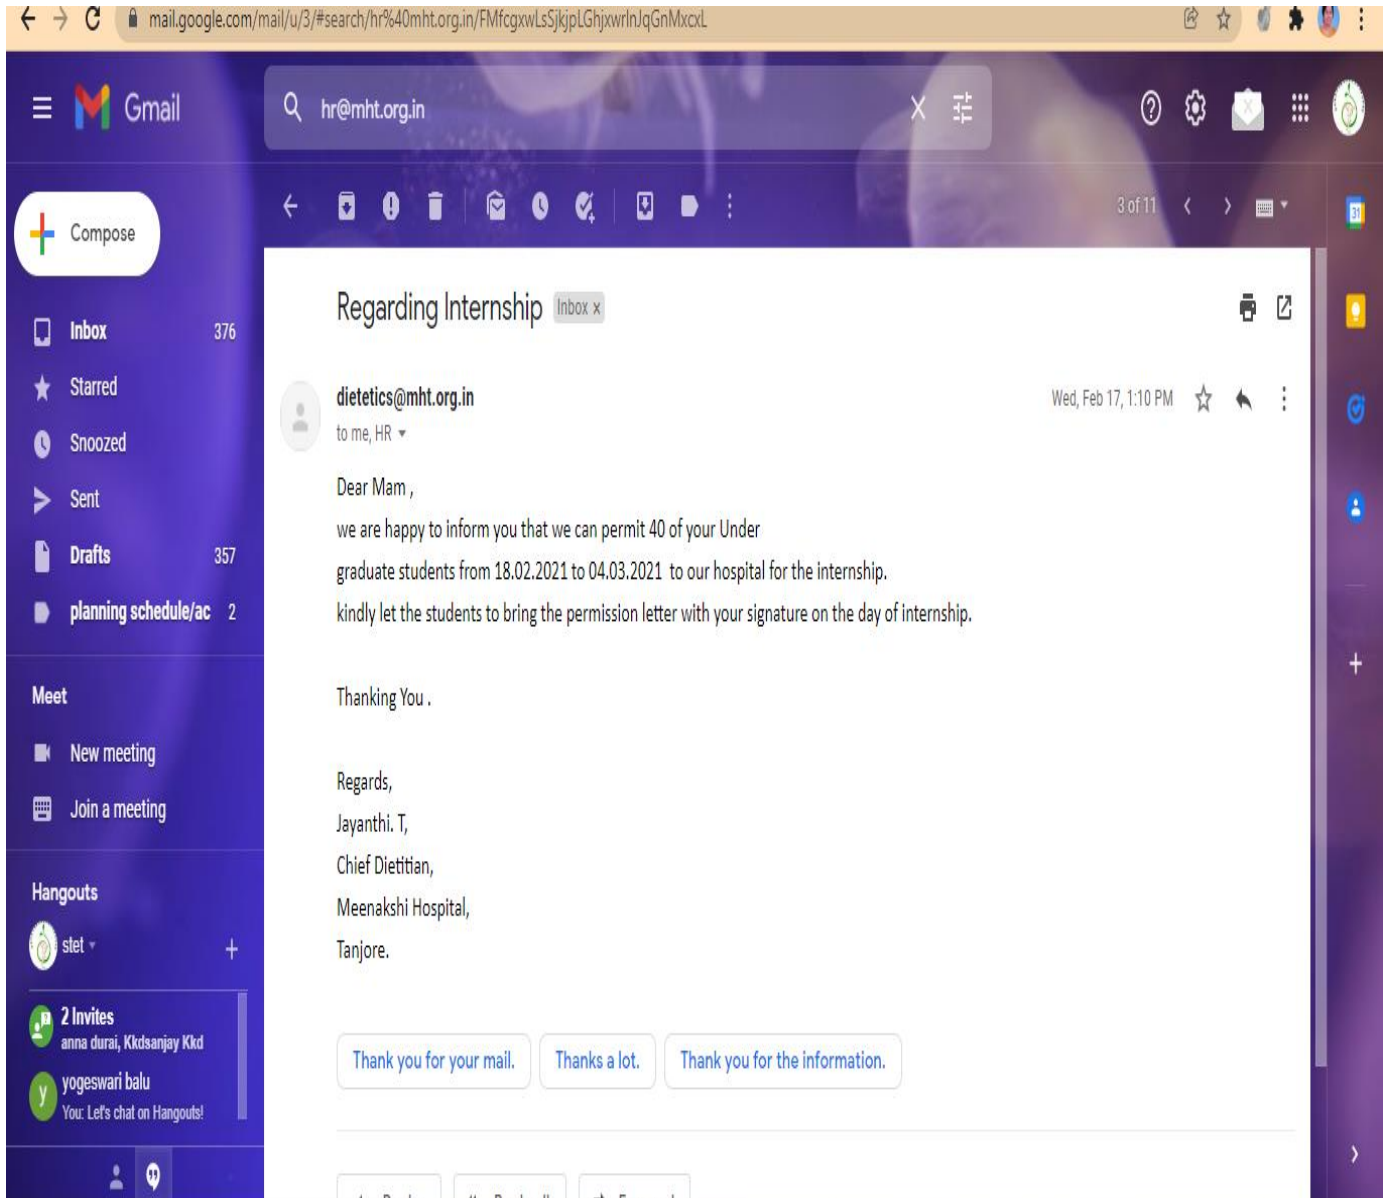 mail.google.com/mail/u/3/#search/hr%40mht.org.in/FMfcgxwLsSjkjpLGhjxwrlnJqGnMxcxL
Gmail
hr@mht.org.in
Compose
3 of 11
31
Regarding Internship Inbox x
Inbox 376
Starred
Snoozed
Sent
Drafts 357
planning schedule/ac 2
Meet
New meeting
Join a meeting
Hangouts
stet
2 Invites
anna durai, Kkdsanjay Kkd
y
yogeswari balu
You: Let's chat on Hangouts!
dietetics@mht.org.in
Wed, Feb 17, 1:10 PM
to me, HR
Dear Mam ,
we are happy to inform you that we can permit 40 of your Under
graduate students from 18.02.2021 to 04.03.2021 to our hospital for the internship.
kindly let the students to bring the permission letter with your signature on the day of internship.
Thanking You .
Regards,
Jayanthi. T,
Chief Dietitian,
Meenakshi Hospital,
Tanjore.
Thank you for your mail.
Thanks a lot.
Thank you for the information.